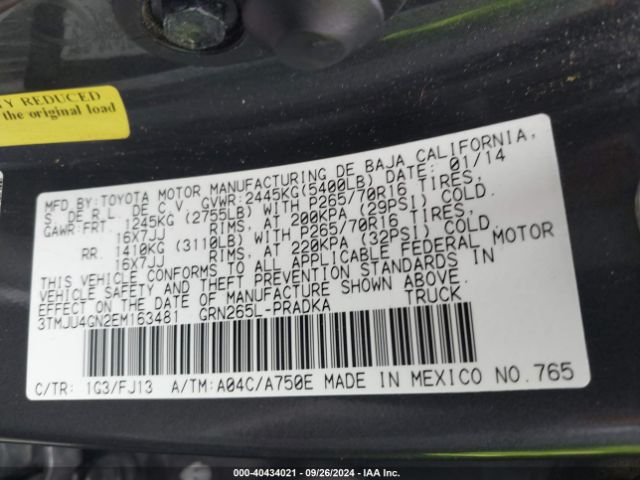 Y REDUCED
the original load
MFD. BY: TOYOTA MOTOR MANUFACTURING DE BAJA CALIFORNIA,
S. DE R.L. DE C.V. GVWR: 2445KG(5400LB) DATE: 01/14
GAWR: FRT. 1245KG (2755LB) WITH P265/70R16 TIRES,
16X7JJ RIMS, AT 200KPA (29PSI) COLD.
RR. 1410KG (3110LB) WITH P265/70R16 TIRES,
16X7JJ RIMS, AT 220KPA (32PSI) COLD.
THIS VEHICLE CONFORMS TO ALL APPLICABLE FEDERAL MOTOR
VEHICLE SAFETY AND THEFT PREVENTION STANDARDS IN
EFFECT ON THE DATE OF MANUFACTURE SHOWN ABOVE.
3TMJU4GN2EM163481 GRN265L-PRADKA TRUCK
C/TR: 1G3/FJ13 A/TM: A04C/A750E MADE IN MEXICO NO.765
000-40434021 - 09/26/2024 - IAA Inc.